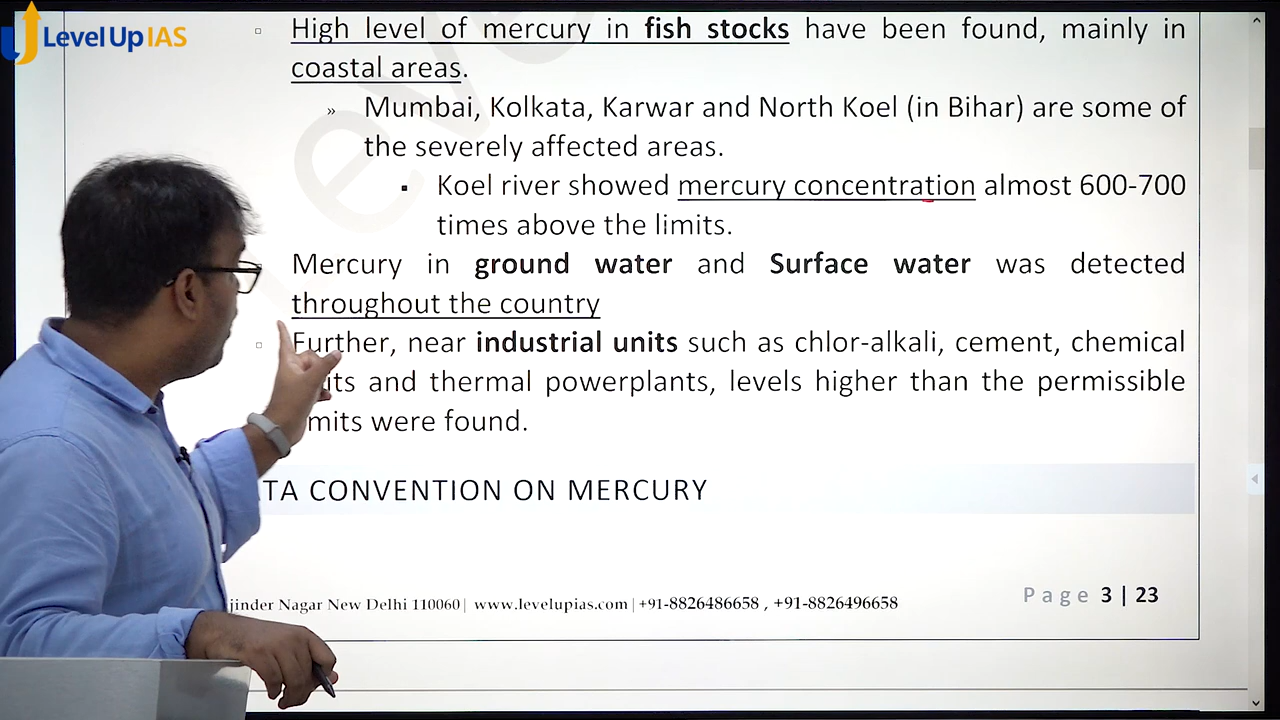 Level Up IAS
High level of mercury in fish stocks have been found, mainly in
coastal areas.
» Mumbai, Kolkata, Karwar and North Koel (in Bihar) are some of
the severely affected areas.
▪ Koel river showed mercury concentration almost 600-700
times above the limits.
Mercury in ground water and Surface water was detected
throughout the country
Further, near industrial units such as chlor-alkali, cement, chemical
and thermal powerplants, levels higher than the permissible
were found.
CONVENTION ON MERCURY
Nagar New Delhi 110060| www.levelupias.com | +91-8826486658 , +91-8826496658
Page 3 | 23